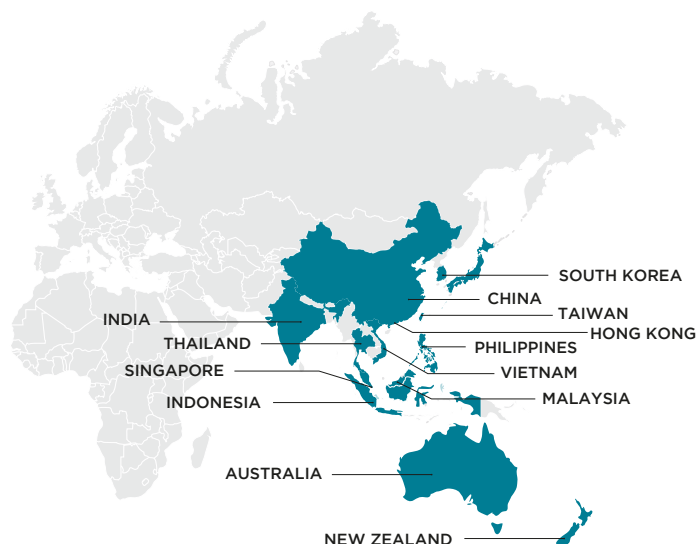 SOUTH KOREA
CHINA
TAIWAN
INDIA
HONG KONG
THAILAND
PHILIPPINES
SINGAPORE
VIETNAM
INDONESIA
MALAYSIA
AUSTRALIA
NEW ZEALAND